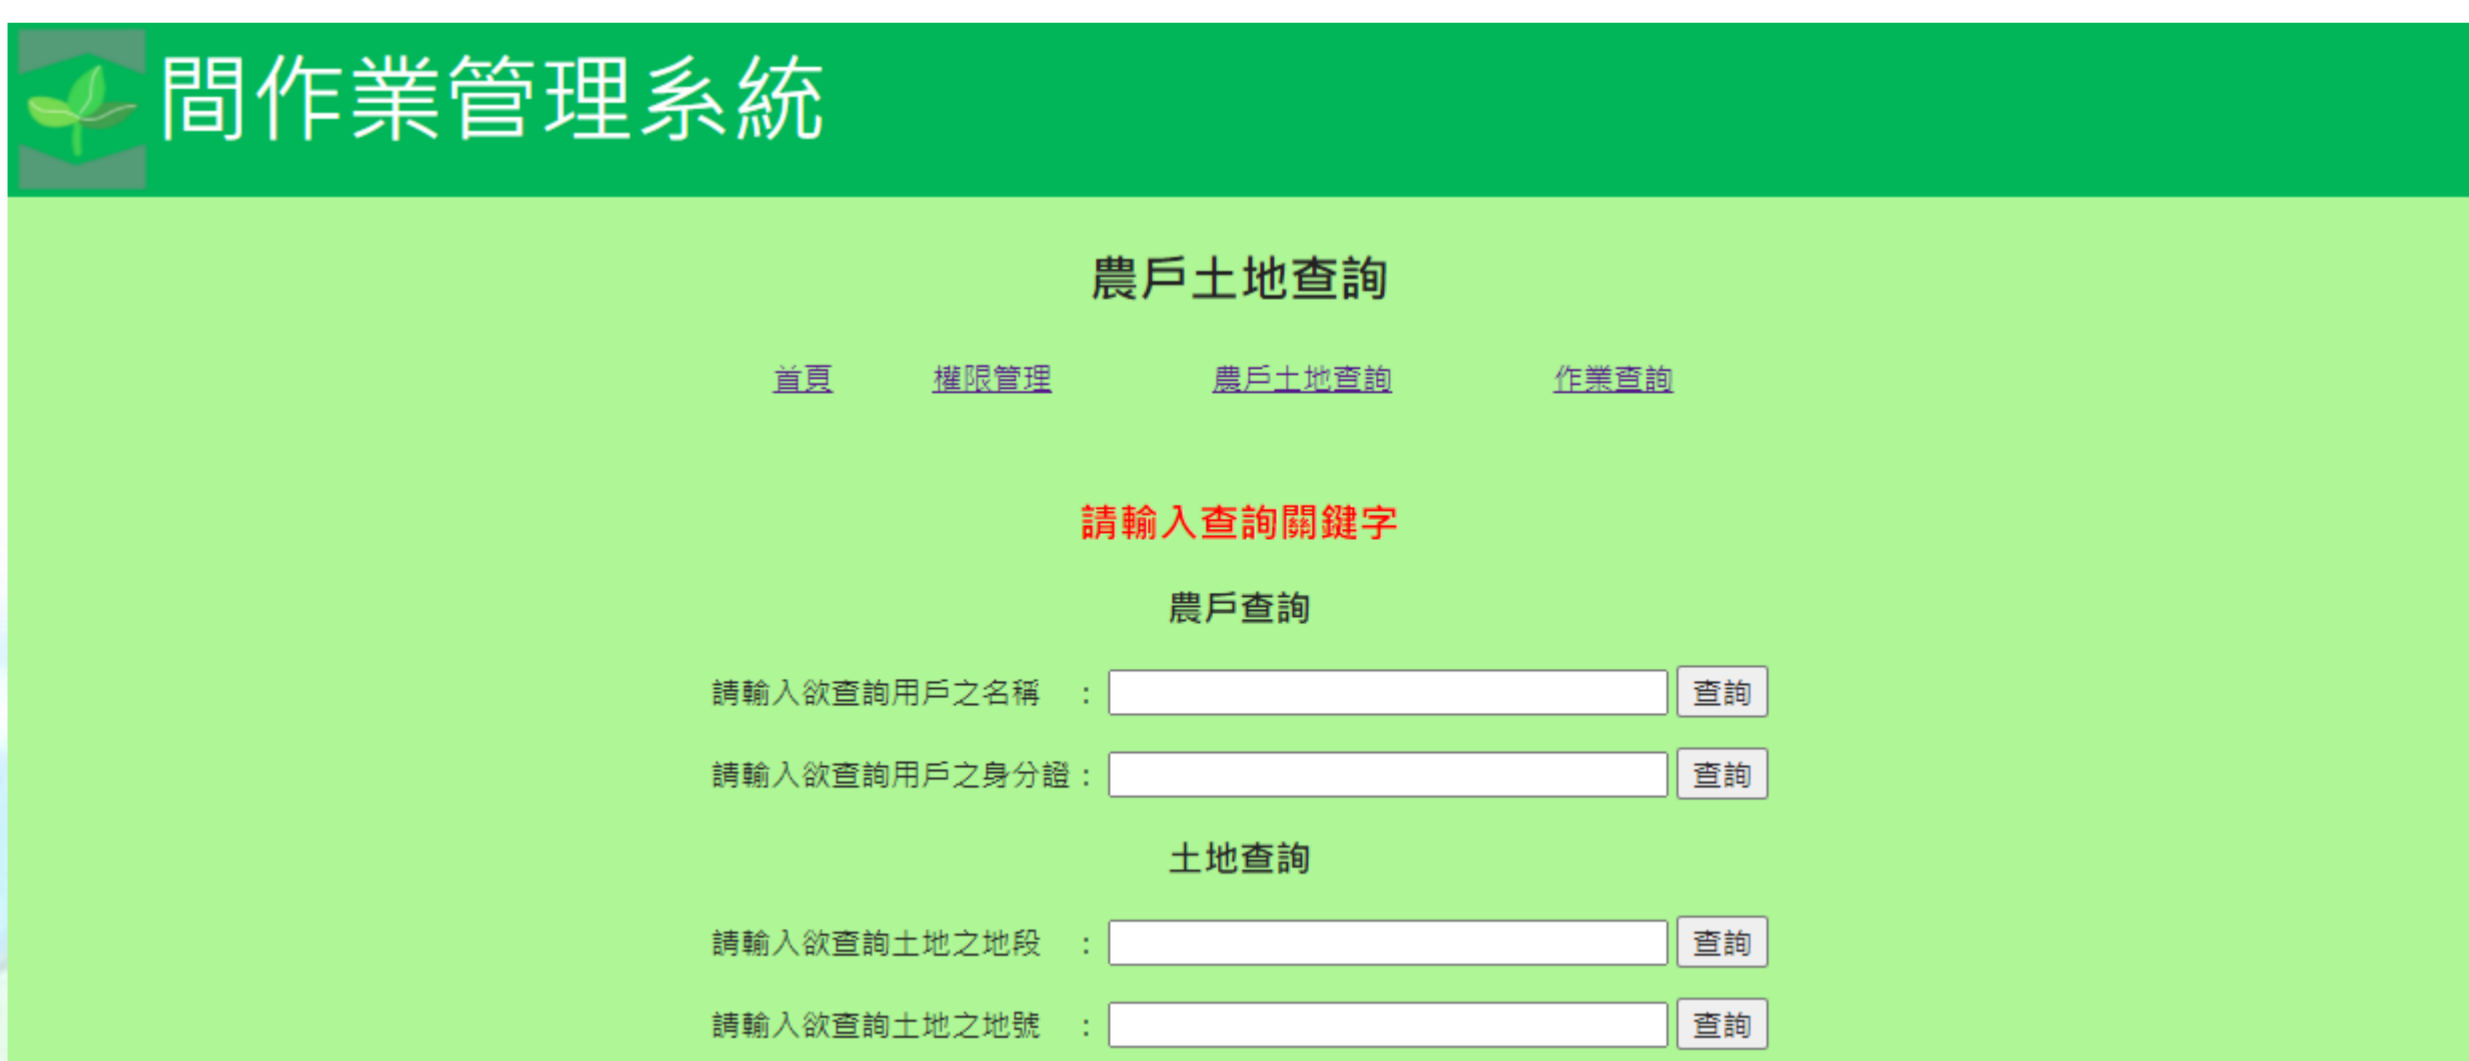 間作業管理系統
農戶土地查詢
首頁 權限管理 農戶土地查詢 作業查詢
請輸入查詢關鍵字
農戶查詢
請輸入欲查詢用戶之名稱 : 查詢
請輸入欲查詢用戶之身分證 : 查詢
土地查詢
請輸入欲查詢土地之地段 : 查詢
請輸入欲查詢土地之地號 : 查詢